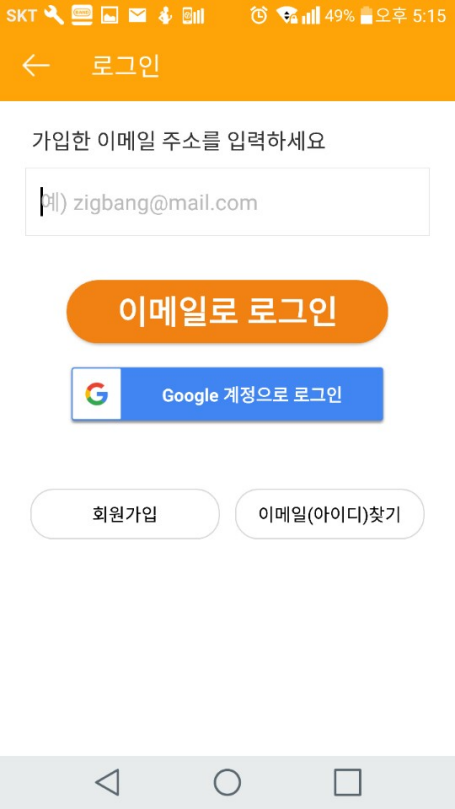 SKT 49% 오후 5:15
로그인
가입한 이메일 주소를 입력하세요
예) zigbang@mail.com
이메일로 로그인
Google 계정으로 로그인
회원가입 이메일(아이디)찾기